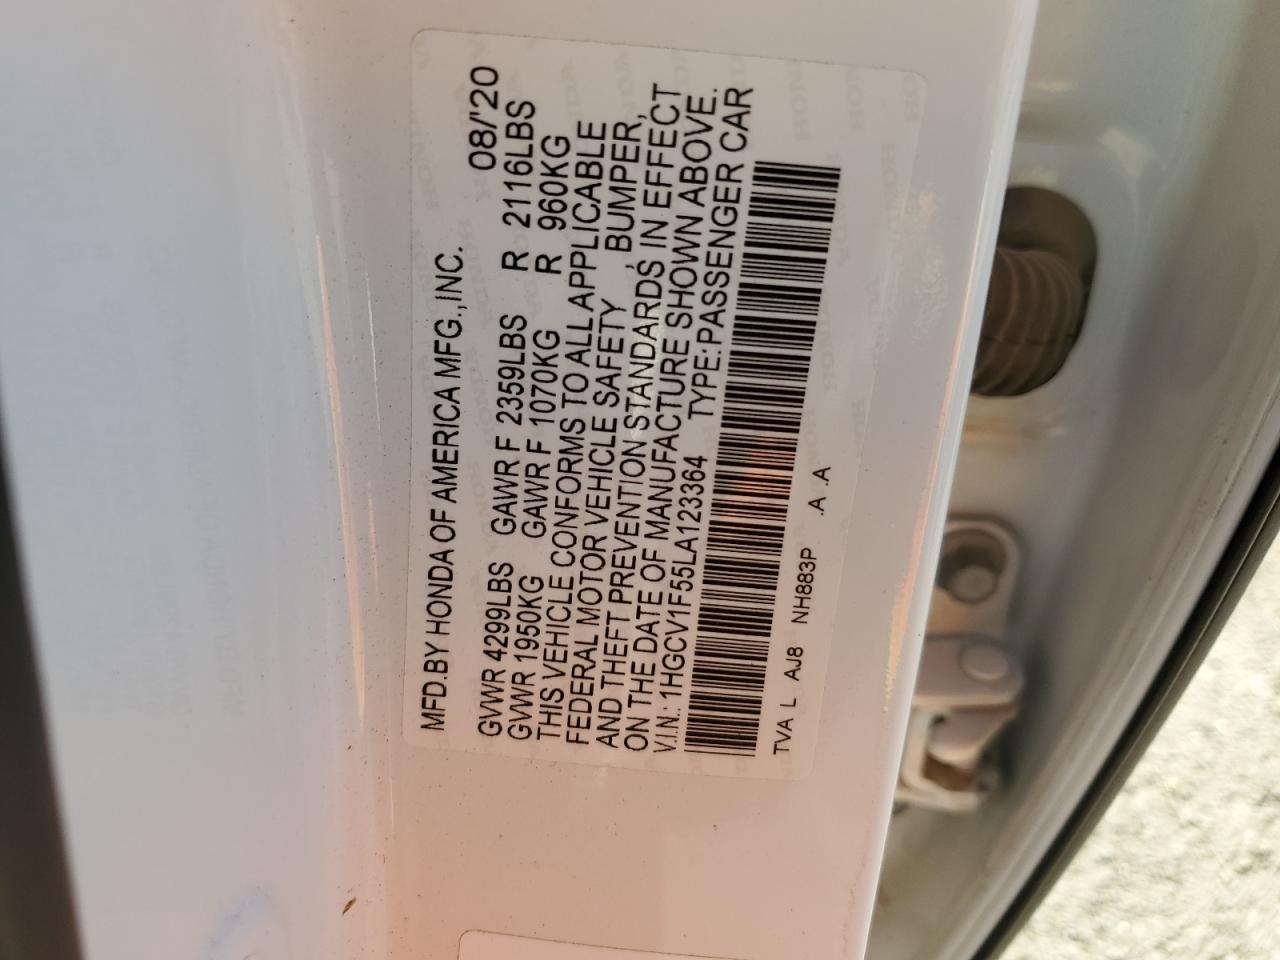 MFD.BY HONDA OF AMERICA MFG.,INC. 08/'20
GVWR 4299LBS GAWR F 2359LBS R 2116LBS
GVWR 1950KG GAWR F 1070KG R 960KG
THIS VEHICLE CONFORMS TO ALL APPLICABLE
FEDERAL MOTOR VEHICLE SAFETY, BUMPER,
AND THEFT PREVENTION STANDARDS, IN EFFECT
ON THE DATE OF MANUFACTURE SHOWN ABOVE.
V.I.N.: 1HGCV1F55LA123364 TYPE:PASSENGER CAR
TVA L AJ8 NH883P .A .A